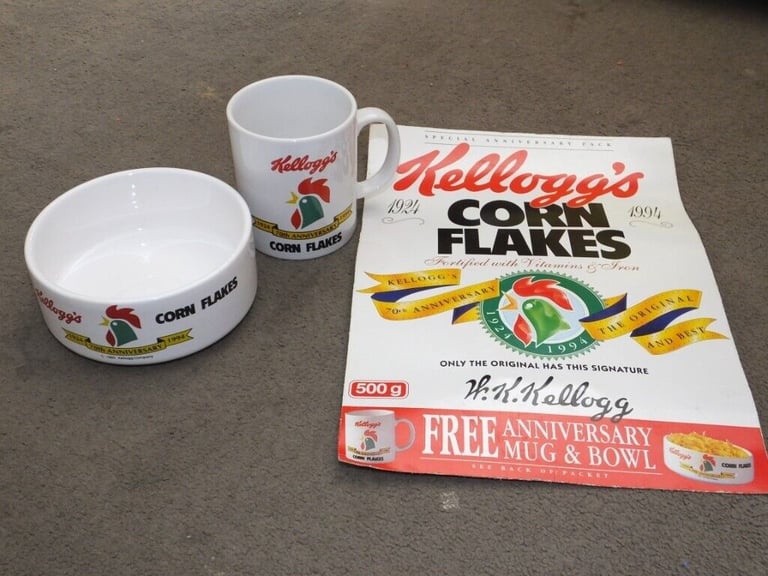 Kellogg's
CORN FLAKES
1924 70th ANNIVERSARY 1994
© 1994 Kellogg Company
Kellogg's
1924 70th ANNIVERSARY
CORN FLAKES
SPECIAL ANNIVERSARY PACK
Kellogg's
1924
1994
CORN
FLAKES
Fortified with Vitamins & Iron
KELLOGG'S
70th ANNIVERSARY
1924 1994
THE ORIGINAL
AND BEST
ONLY THE ORIGINAL HAS THIS SIGNATURE
W.K.Kellogg
500 g
FREE ANNIVERSARY
MUG & BOWL
SEE BACK OF PACKET
Kellogg's
CORN FLAKES
Kellogg's
CORN FLAKES